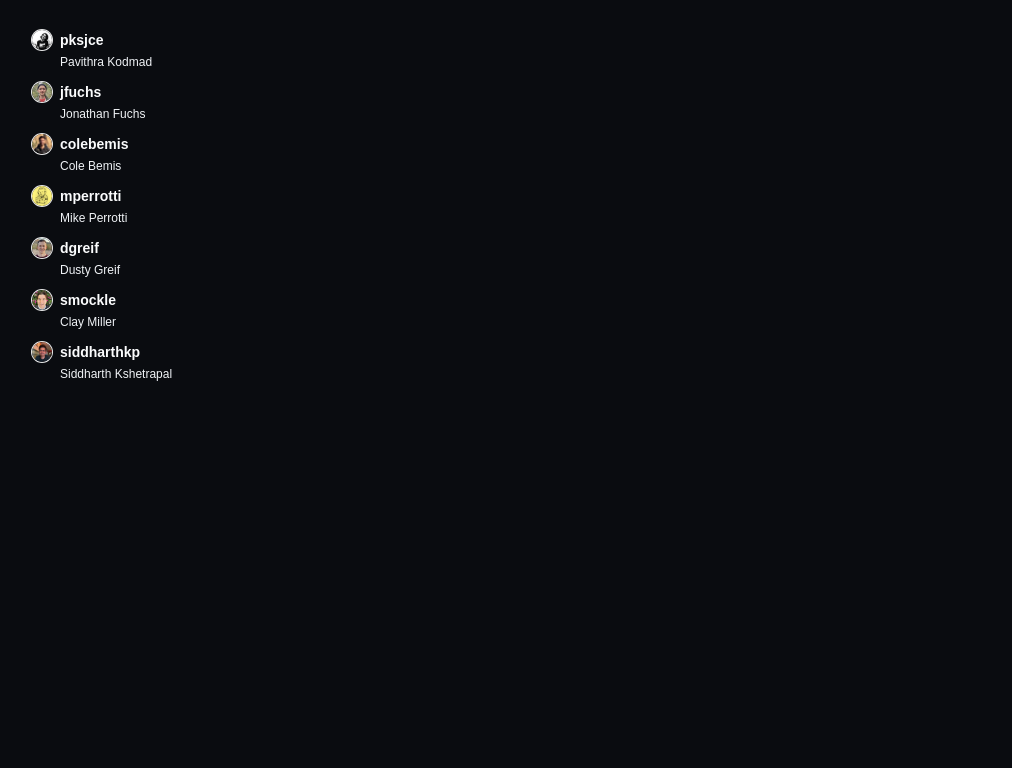 pksjce
Pavithra Kodmad
jfuchs
Jonathan Fuchs
colebemis
Cole Bemis
mperrotti
Mike Perrotti
dgreif
Dusty Greif
smockle
Clay Miller
siddharthkp
Siddharth Kshetrapal